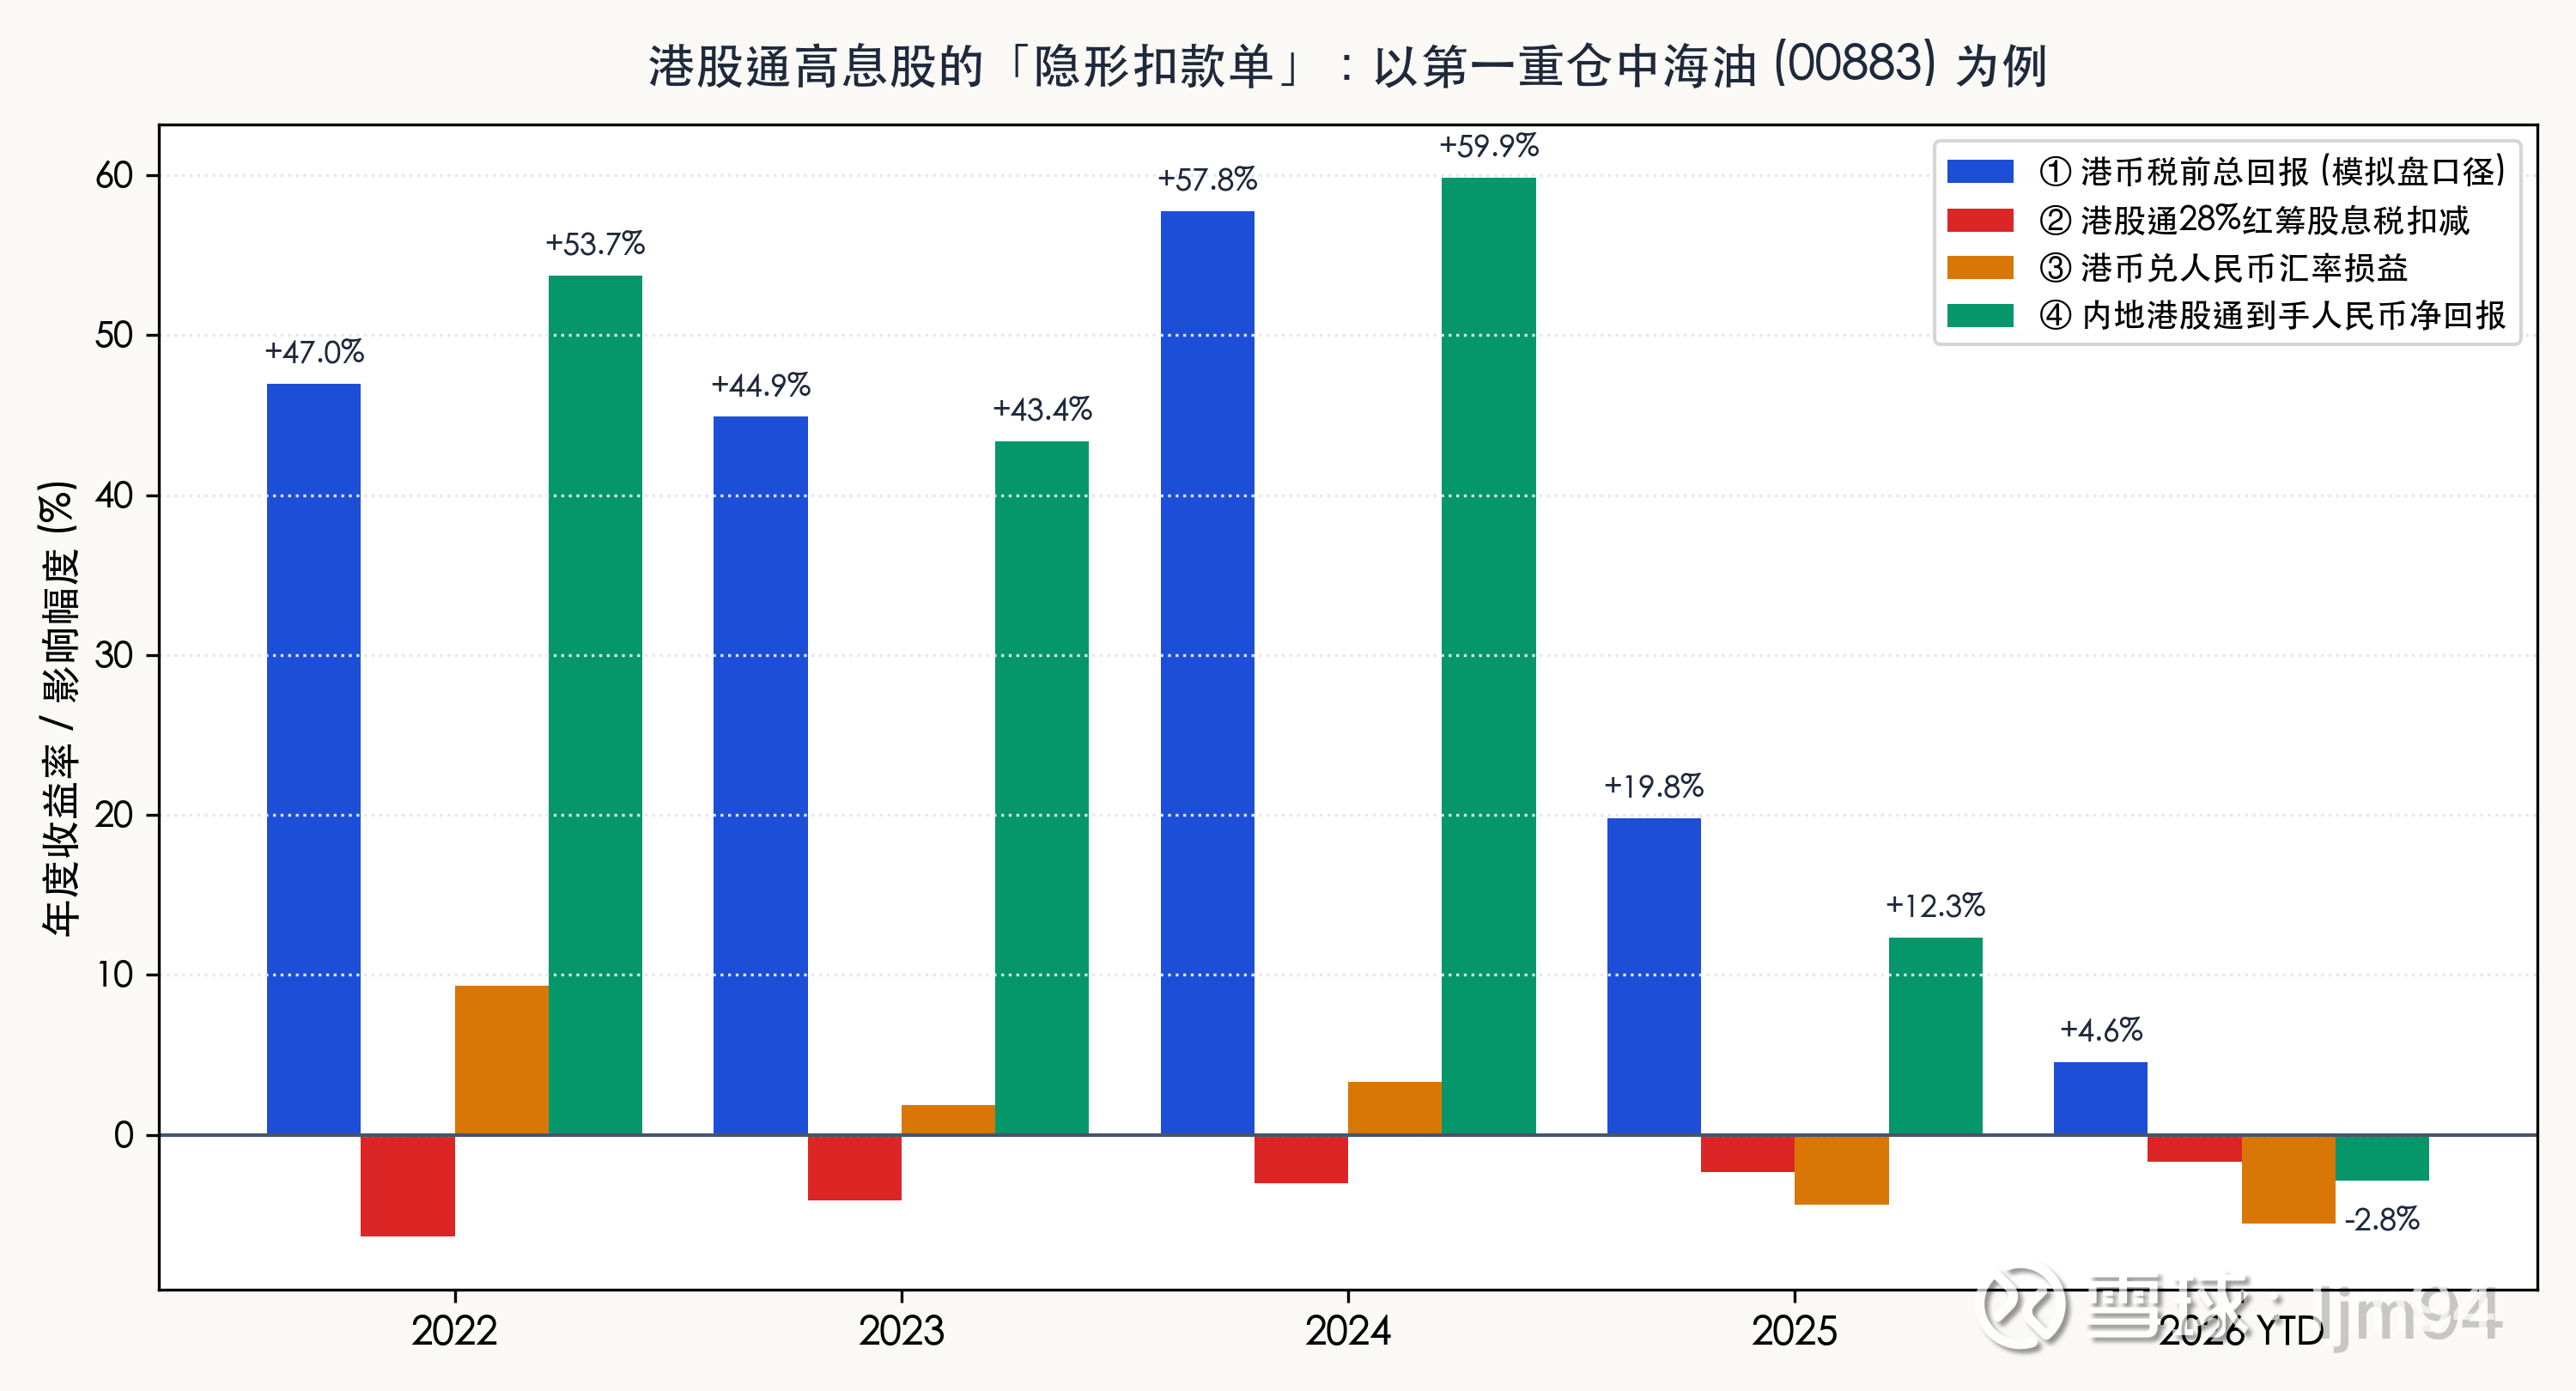 港股通高息股的「隐形扣款单」：以第一重仓中海油 (00883) 为例
① 港币税前总回报 (模拟盘口径)
② 港股通28%红筹股息税扣减
③ 港币兑人民币汇率损益
④ 内地港股通到手人民币净回报
年度收益率 / 影响幅度 (%)
60
50
40
30
20
10
0
+47.0%
+53.7%
+44.9%
+43.4%
+57.8%
+59.9%
+19.8%
+12.3%
+4.6%
-2.8%
2022
2023
2024
2025
2026 YTD
雪球：ljm94